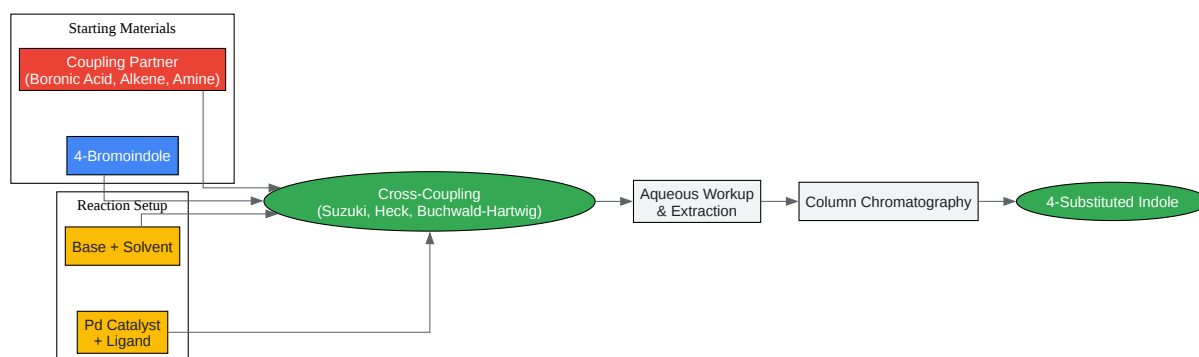 Starting Materials
Coupling Partner
(Boronic Acid, Alkene, Amine)
4-Bromoindole
Reaction Setup
Base + Solvent
Pd Catalyst
+ Ligand
Cross-Coupling
(Suzuki, Heck, Buchwald-Hartwig)
Aqueous Workup
& Extraction
Column Chromatography
4-Substituted Indole